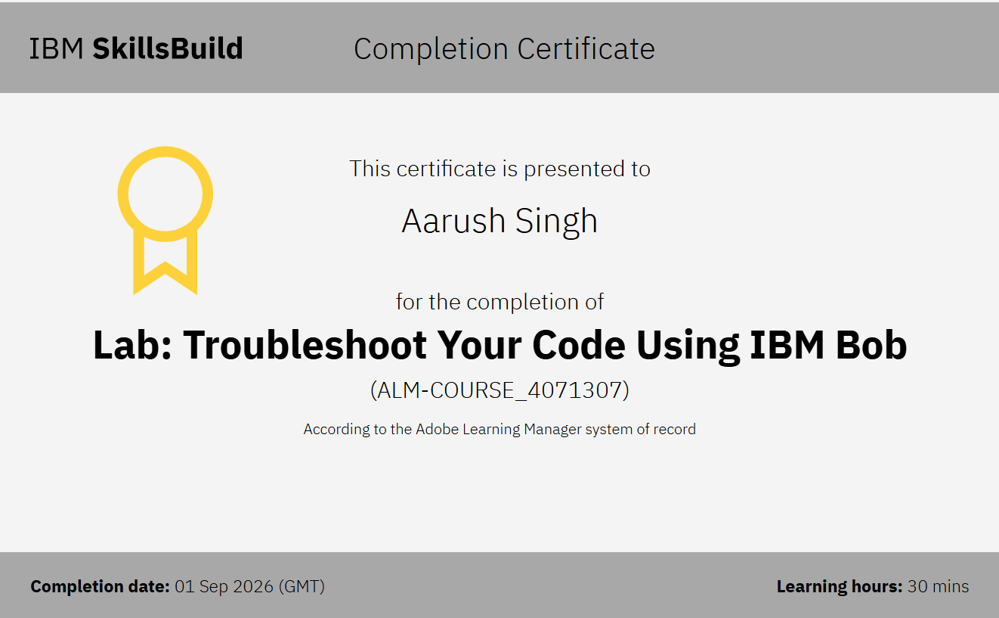 IBM SkillsBuild
Completion Certificate
This certificate is presented to
Aarush Singh
for the completion of
Lab: Troubleshoot Your Code Using IBM Bob
(ALM-COURSE_4071307)
According to the Adobe Learning Manager system of record
Completion date: 01 Sep 2026 (GMT)
Learning hours: 30 mins